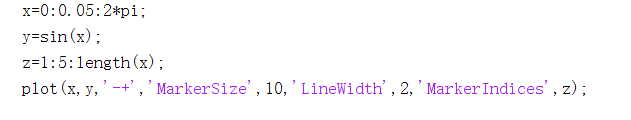 x=0:0.05:2*pi;
y=sin(x);
z=1:5:length(x);
plot(x,y,'-+','MarkerSize',10,'LineWidth',2,'MarkerIndices',z);